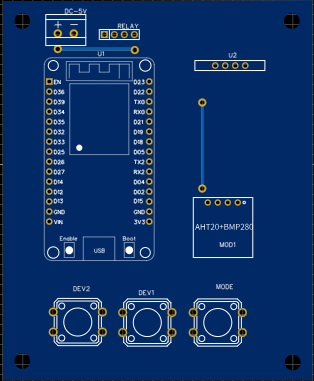 DC-5V
+ -
RELAY
U1
U2
EN D23
D36 D22
D39 TX0
D34 RX0
D35 D21
D32 D19
D33 D18
D25 D05
D26 TX2
D27 RX2
D14 D04
D12 D02
D13 D15
GND GND
VIN 3V3
Enable USB Boot
AHT20+BMP280
MOD1
DEV2
DEV1
MODE